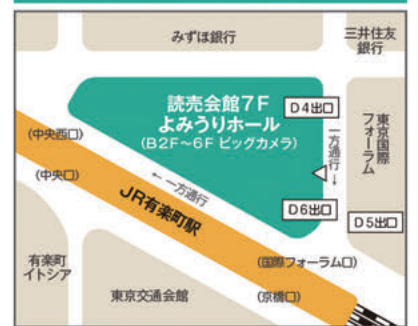 みずほ銀行
三井住友
銀行
読売会館7F
よみうりホール
(B2F〜6F ビッグカメラ)
D4出口
一方通行→
東京国際
フォーラム
(中央西口)
(中央口)
← 一方通行
JR有楽町駅
D6出口
D5出口
有楽町
イトシア
東京交通会館
(国際フォーラム口)
(京橋口)